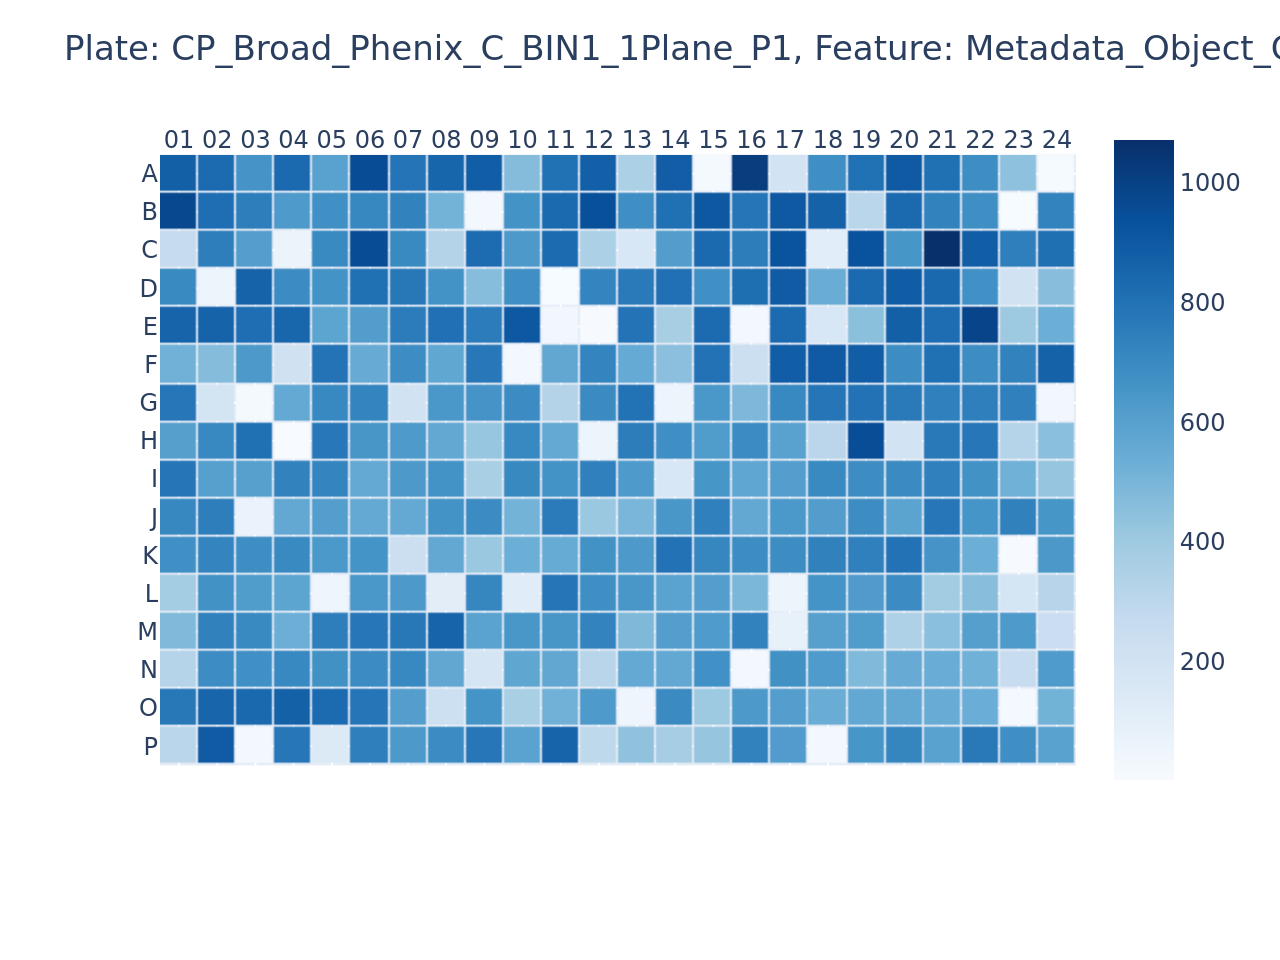 Plate: CP_Broad_Phenix_C_BIN1_1Plane_P1, Feature: Metadata_Object_
01 02 03 04 05 06 07 08 09 10 11 12 13 14 15 16 17 18 19 20 21 22 23 24
A
B
C
D
E
F
G
H
I
J
K
L
M
N
O
P
1000
800
600
400
200